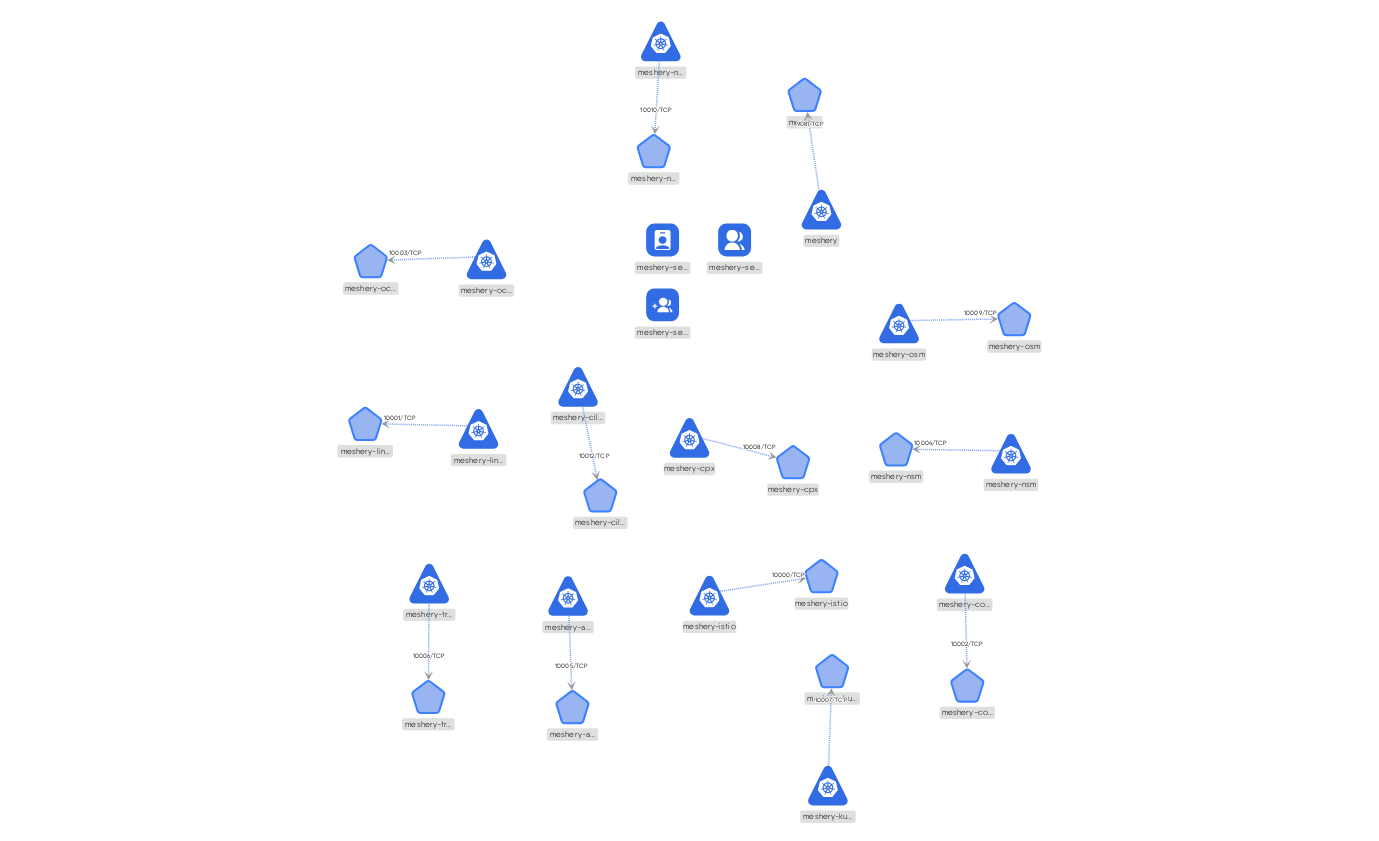 meshery-n...
10010/TCP
meshery-n...
meshery
meshery-se...
meshery-se...
meshery-se...
10003/TCP
meshery-oc...
meshery-oc...
10009/TCP
meshery-osm
meshery-osm
10001/TCP
meshery-lin...
meshery-lin...
meshery-cil...
10012/TCP
meshery-cil...
10008/TCP
meshery-cpx
meshery-cpx
10004/TCP
meshery-nsm
meshery-nsm
meshery-tr...
10006/TCP
meshery-tr...
meshery-a...
10005/TCP
meshery-a...
10000/TCP
meshery-istio
meshery-istio
meshery-co...
10002/TCP
meshery-co...
10007/TCP
meshery-ku...